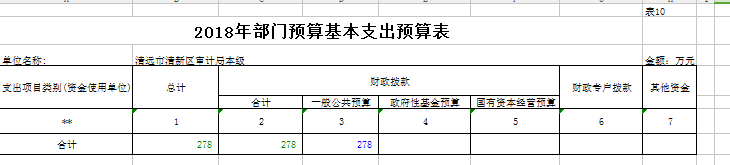 表10
2018年部门预算基本支出预算表
单位名称: 清远市清新区审计局本级 金额：万元
支出项目类别(资金使用单位) 总计 财政拨款 财政专户拨款 其他资金
合计 一般公共预算 政府性基金预算 国有资本经营预算
** 1 2 3 4 5 6 7
合计 278 278 278